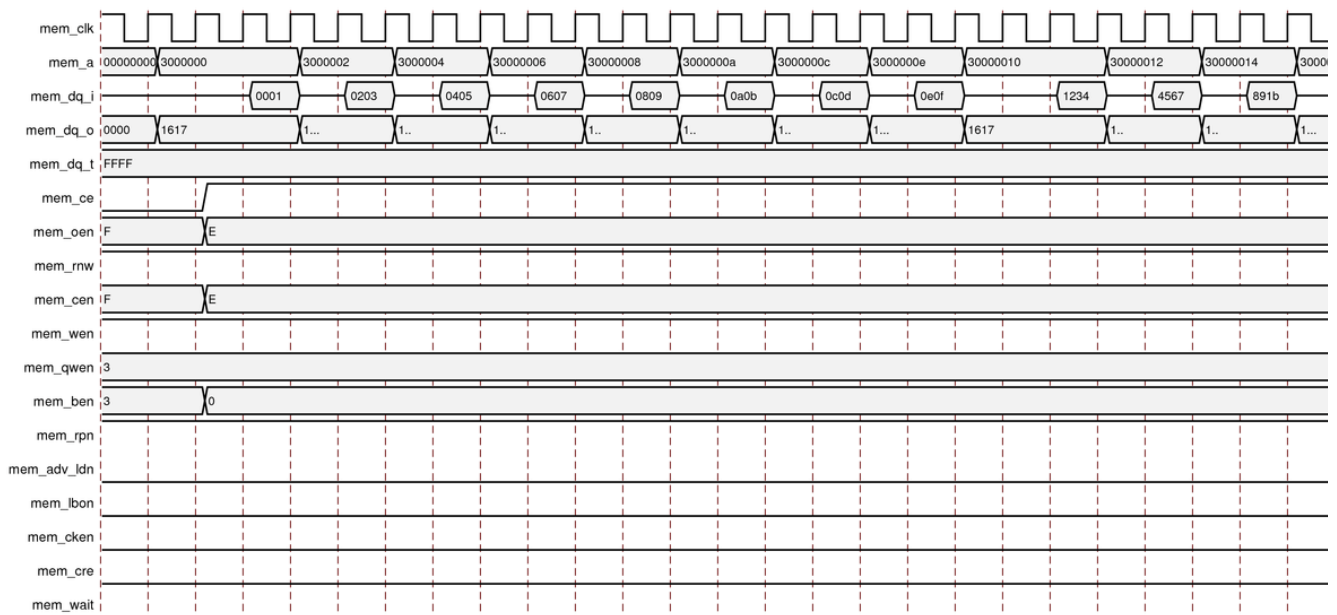 mem_clk
mem_a 00000000 3000000 3000002 3000004 30000006 30000008 3000000a 3000000c 3000000e 30000010 30000012 30000014 3000
mem_dq_i 0001 0203 0405 0607 0809 0a0b 0c0d 0e0f 1234 4567 891b
mem_dq_o 0000 1617 1... 1.. 1.. 1.. 1.. 1.. 1... 1617 1.. 1.. 1...
mem_dq_t FFFF
mem_ce
mem_oen F E
mem_rnw
mem_cen F E
mem_wen
mem_qwen 3
mem_ben 3 0
mem_rpn
mem_adv_ldn
mem_lbon
mem_cken
mem_cre
mem_wait